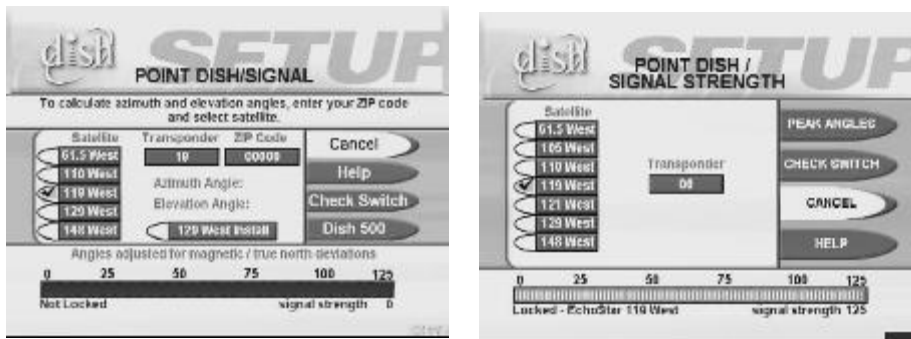 dish
SETUP
POINT DISH/SIGNAL
To calculate azimuth and elevation angles, enter your ZIP code
and select satellite.
Satellite Transponder ZIP Code
61.5 West
110 West
119 West
129 West
148 West
19 00000
Azimuth Angle:
Elevation Angle:
129 West Install
Cancel
Help
Check Switch
Dish 500
Angles adjusted for magnetic / true north deviations
0 25 50 75 100 125
Not Locked signal strength 0
dish
SETUP
POINT DISH /
SIGNAL STRENGTH
Satellite
61.5 West
105 West
110 West
119 West
121 West
129 West
148 West
Transponder
PEAK ANGLES
CHECK SWITCH
CANCEL
HELP
0 25 50 75 100 125
Locked - EchoStar 119 West signal strength 125